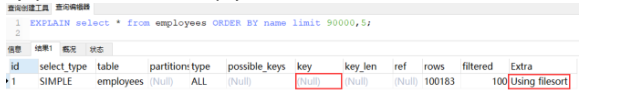 查询创建工具 查询编辑器
1 EXPLAIN select * from employees ORDER BY name limit 90000,5;
2
信息 结果1 概况 状态
id select_type table partitions type possible_keys key key_len ref rows filtered Extra
1 SIMPLE employees (Null) ALL (Null) (Null) (Null) (Null) 100183 100 Using filesort